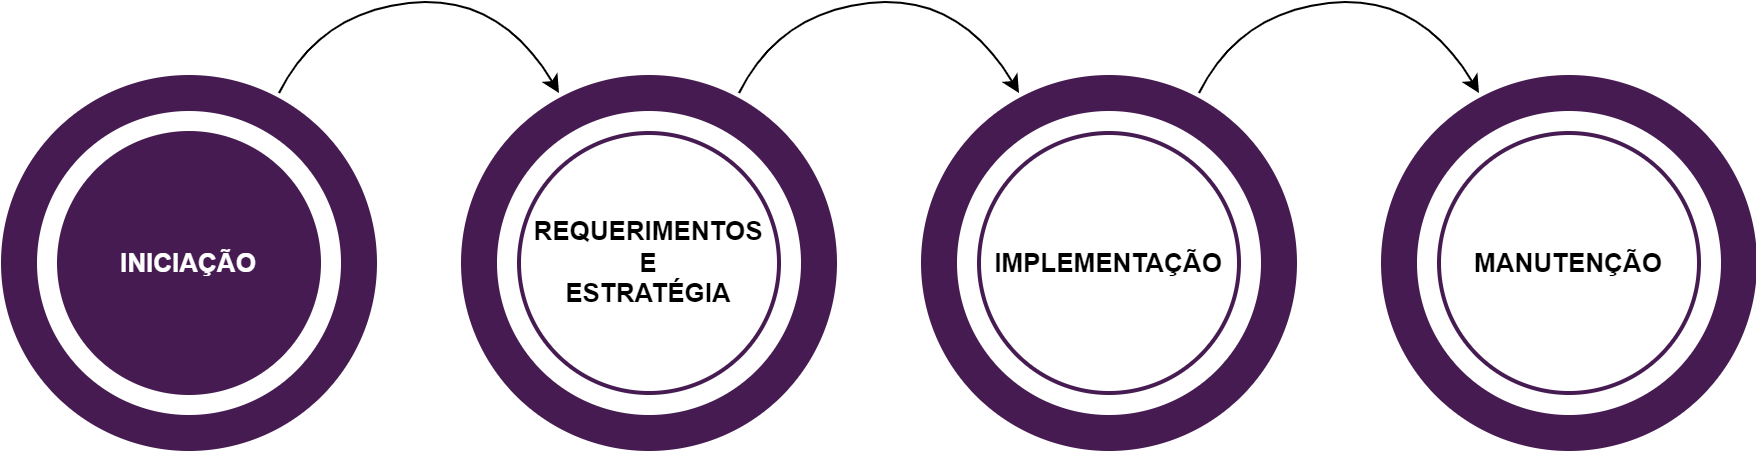 INICIAÇÃO
REQUERIMENTOS
E
ESTRATÉGIA
IMPLEMENTAÇÃO
MANUTENÇÃO